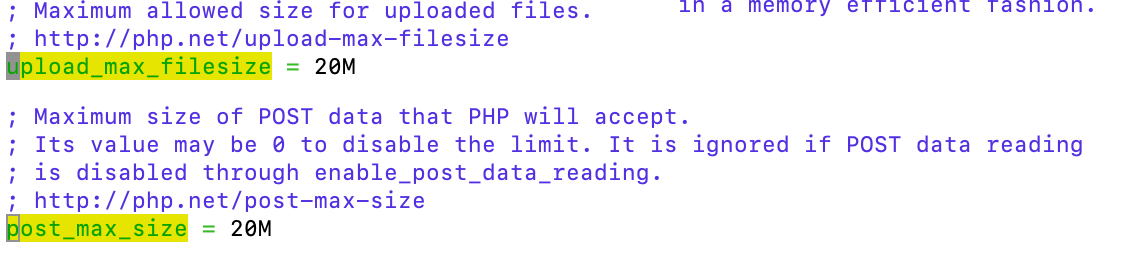 ; Maximum allowed size for uploaded files.
in a memory efficient fashion.
; http://php.net/upload-max-filesize
upload_max_filesize = 20M
; Maximum size of POST data that PHP will accept.
; Its value may be 0 to disable the limit. It is ignored if POST data reading
; is disabled through enable_post_data_reading.
; http://php.net/post-max-size
post_max_size = 20M